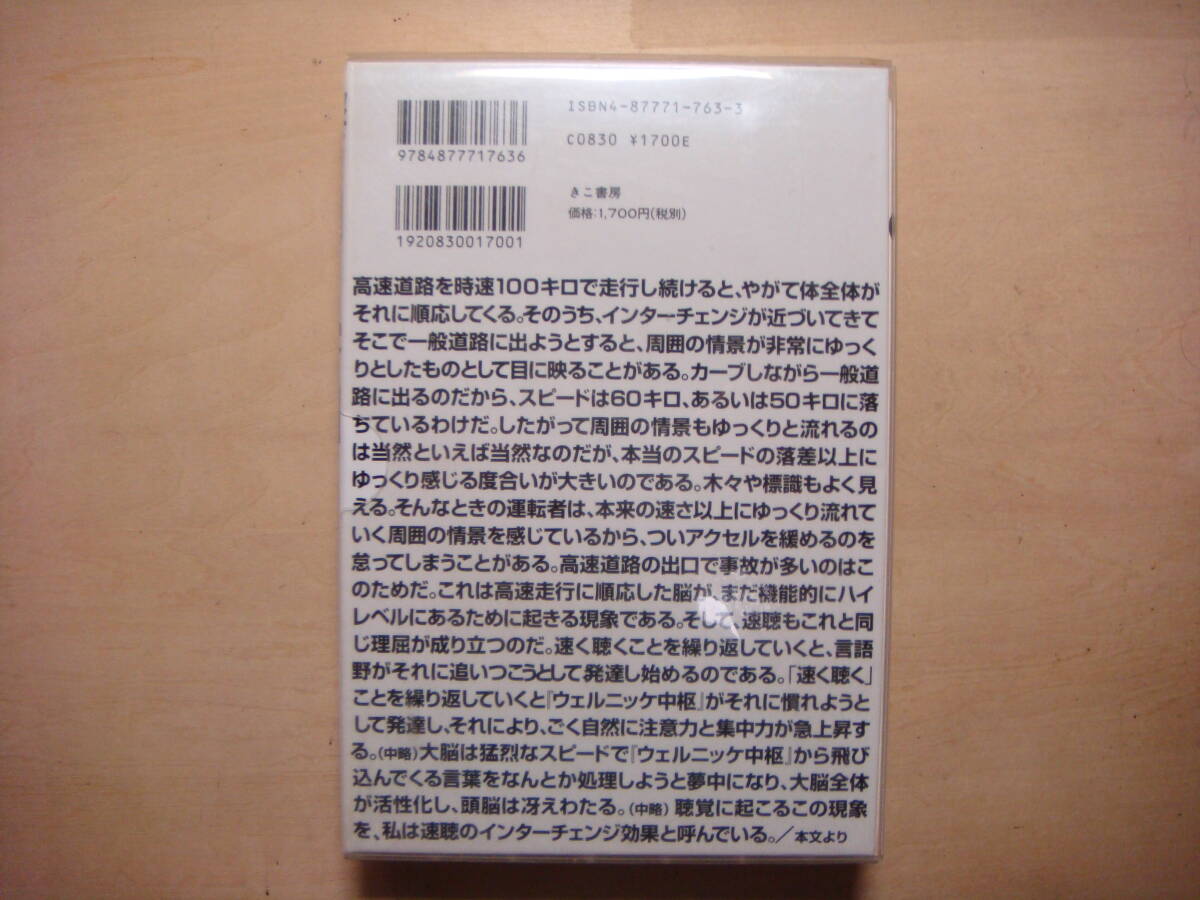 ISBN4-87771-763-3
C0830 ¥1700E
9784877717636
きこ書房
価格:1,700円(税別)
1920830017001
高速道路を時速100キロで走行し続けると、やがて体全体が
それに順応してくる。そのうち、インターチェンジが近づいてきて
そこで一般道路に出ようとすると、周囲の情景が非常にゆっく
りとしたものとして目に映ることがある。カーブしながら一般道
路に出るのだから、スピードは60キロ、あるいは50キロに落
ちているわけだ。したがって周囲の情景もゆっくりと流れるの
は当然といえば当然なのだが、本当のスピードの落差以上に
ゆっくり感じる度合いが大きいのである。木々や標識もよく見
える。そんなときの運転者は、本来の速さ以上にゆっくり流れて
いく周囲の情景を感じているから、ついアクセルを緩めるのを
怠ってしまうことがある。高速道路の出口で事故が多いのはこ
のためだ。これは高速走行に順応した脳が、まだ機能的にハイ
レベルにあるために起きる現象である。そして、速聴もこれと同
じ理屈が成り立つのだ。速く聴くことを繰り返していくと、言語
野がそれに追いつこうとして発達し始めるのである。「速く聴く」
ことを繰り返していくと『ウェルニッケ中枢』がそれに慣れようと
して発達し、それにより、ごく自然に注意力と集中力が急上昇す
る。(中略)大脳は猛烈なスピードで『ウェルニッケ中枢』から飛び
込んでくる言葉をなんとか処理しようと夢中になり、大脳全体
が活性化し、頭脳は冴えわたる。(中略)聴覚に起こるこの現象
を、私は速聴のインターチェンジ効果と呼んでいる。／本文より